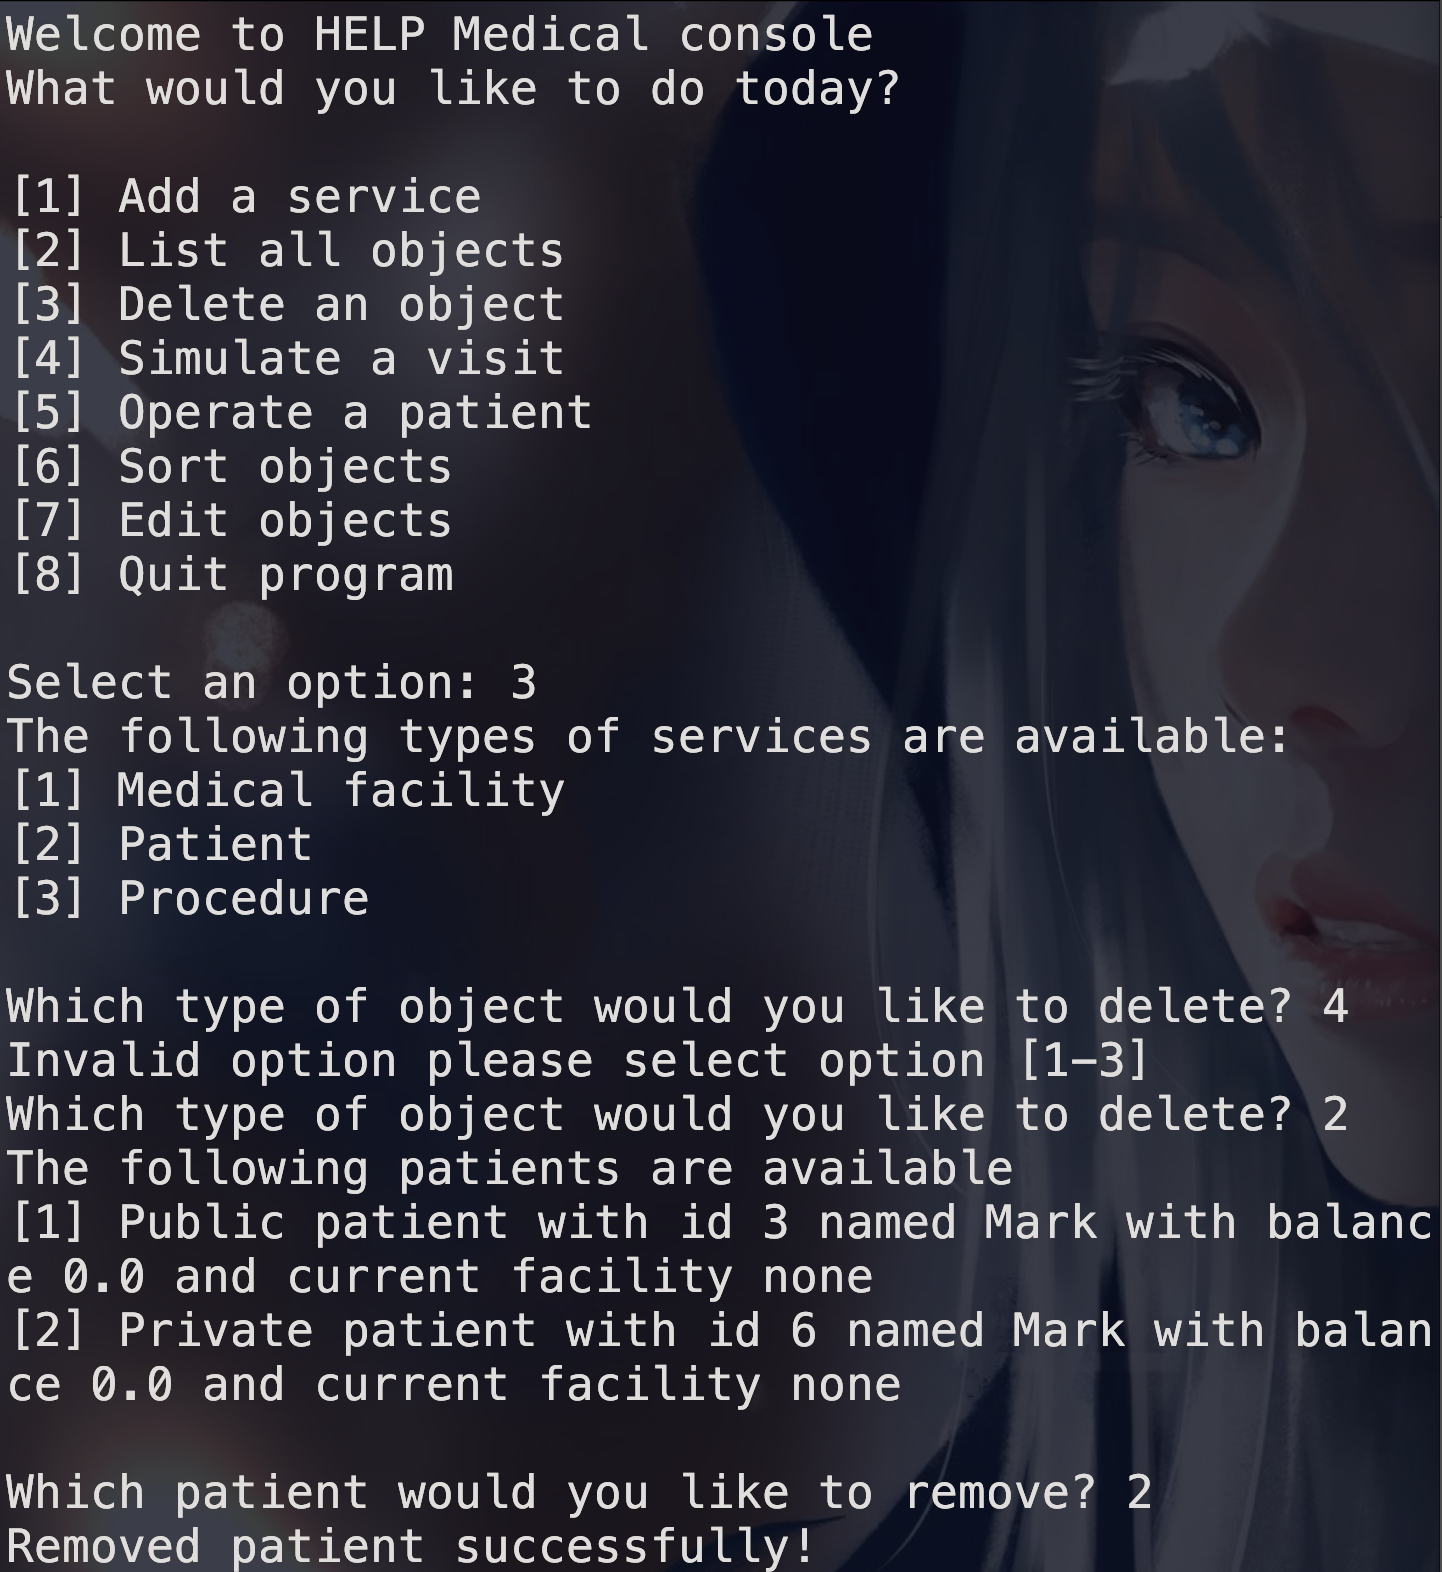 Welcome to HELP Medical console
What would you like to do today?
[1] Add a service
[2] List all objects
[3] Delete an object
[4] Simulate a visit
[5] Operate a patient
[6] Sort objects
[7] Edit objects
[8] Quit program
Select an option: 3
The following types of services are available:
[1] Medical facility
[2] Patient
[3] Procedure
Which type of object would you like to delete? 4
Invalid option please select option [1-3]
Which type of object would you like to delete? 2
The following patients are available
[1] Public patient with id 3 named Mark with balanc
e 0.0 and current facility none
[2] Private patient with id 6 named Mark with balan
ce 0.0 and current facility none
Which patient would you like to remove? 2
Removed patient successfully!